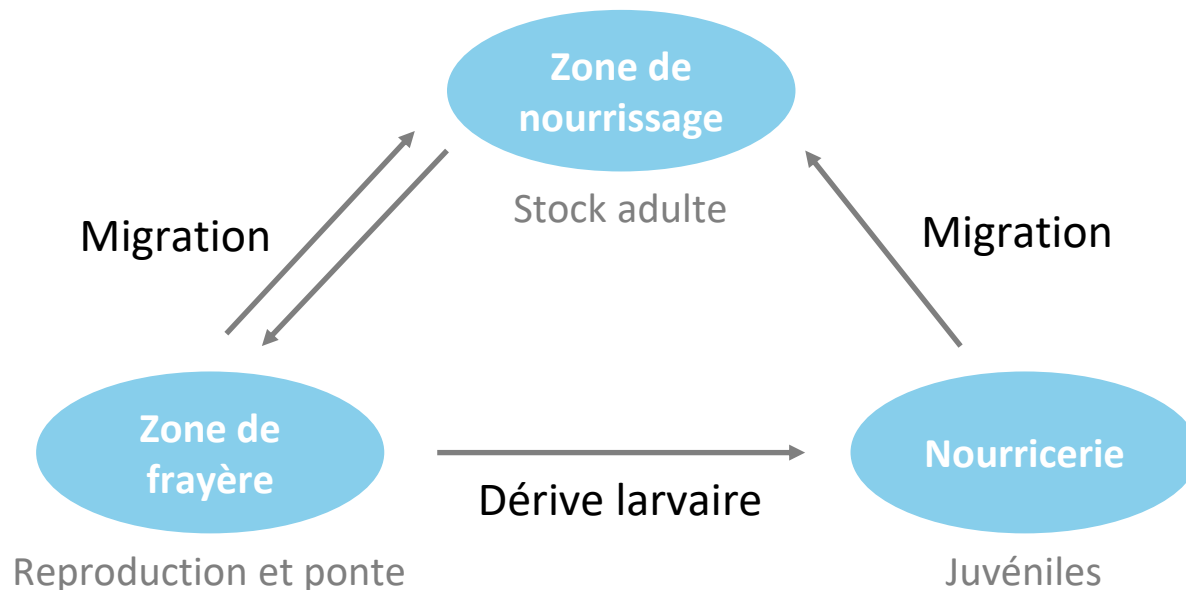 Zone de
nourrissage
Stock adulte
Migration
Migration
Zone de
frayère
Nourricerie
Dérive larvaire
Reproduction et ponte
Juvéniles